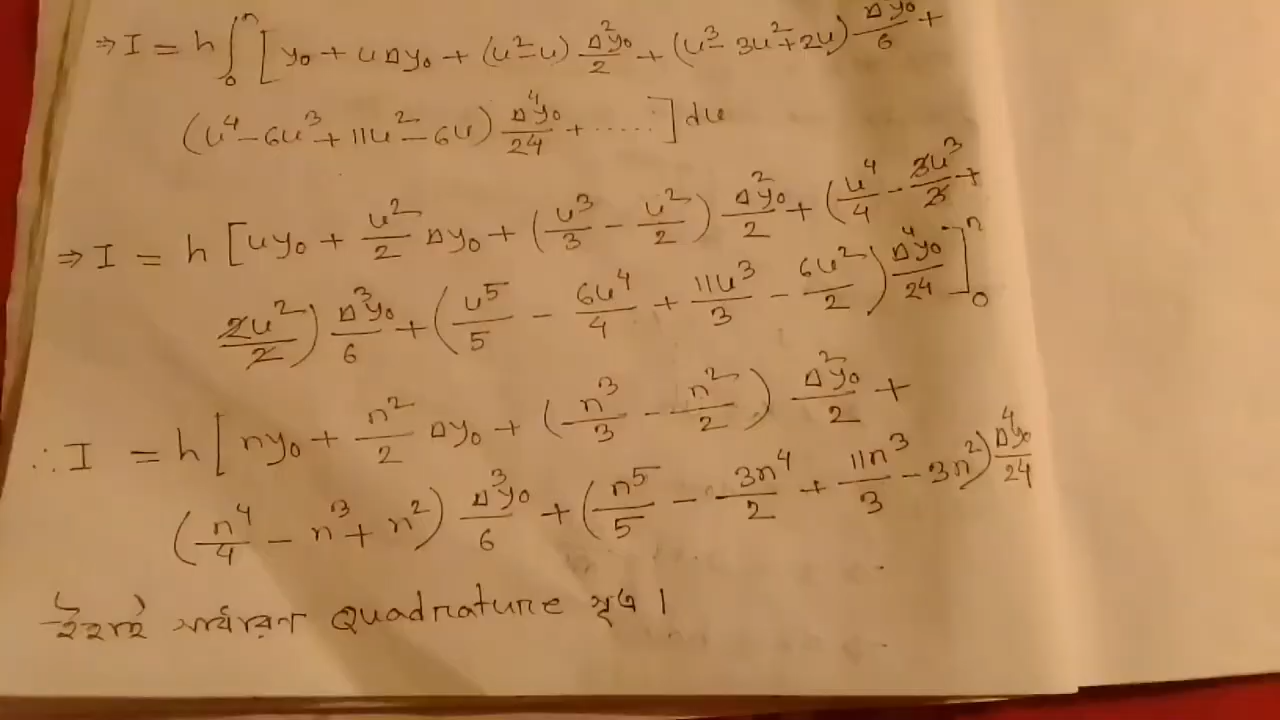 ⇒ I = h ∫₀ⁿ [ y₀ + uΔy₀ + (u² - u) Δ²y₀/2 + (u³ - 3u² + 2u) Δy₀/6 +
(u⁴ - 6u³ + 11u² - 6u) Δ⁴y₀/24 + ..... ] du
⇒ I = h [ uy₀ + u²/2 Δy₀ + (u³/3 - u²/2) Δ²y₀/2 + (u⁴/4 - 3u³/3 +
2u²/2) Δ³y₀/6 + (u⁵/5 - 6u⁴/4 + 11u³/3 - 6u²/2) Δ⁴y₀/24 ]₀ⁿ
∴ I = h [ ny₀ + n²/2 Δy₀ + (n³/3 - n²/2) Δ²y₀/2 +
(n⁴/4 - n³ + n²) Δ³y₀/6 + (n⁵/5 - 3n⁴/2 + 11n³/3 - 3n²) Δ⁴y₀/24
ইহাই সাধারণ Quadrature সূত্র।